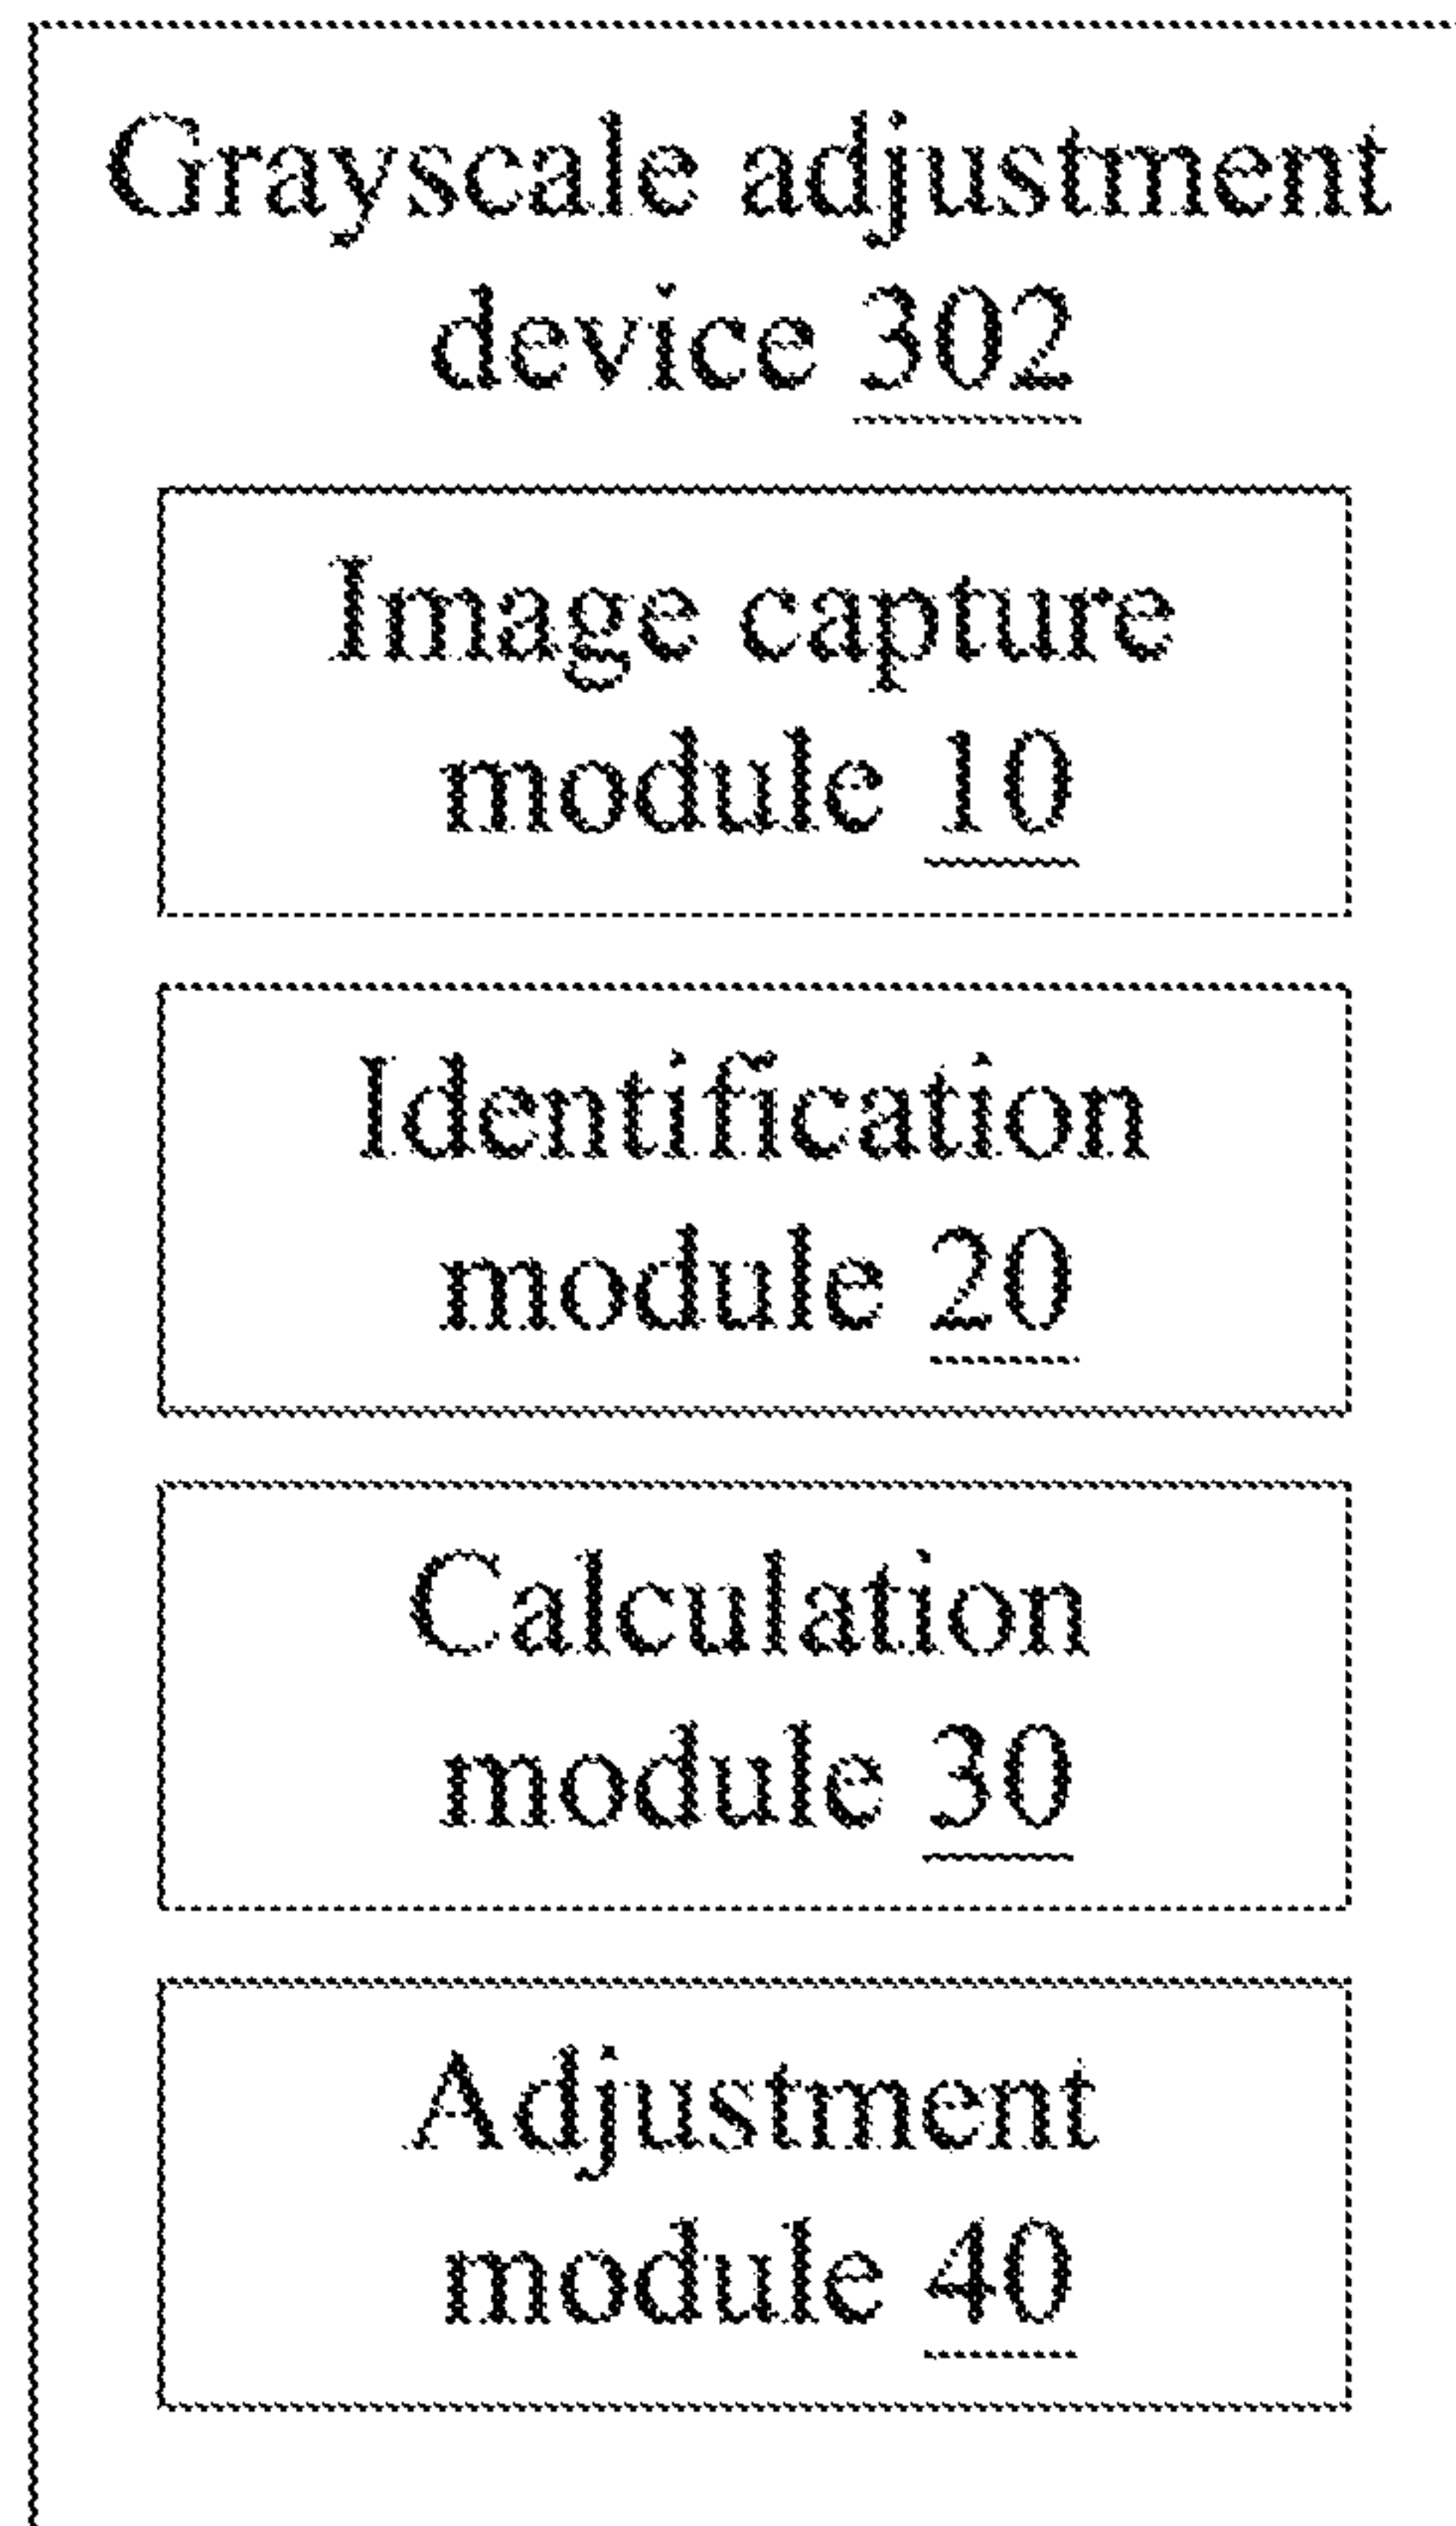 Grayscale adjustment
device 302
Image capture
module 10
Identification
module 20
Calculation
module 30
Adjustment
module 40